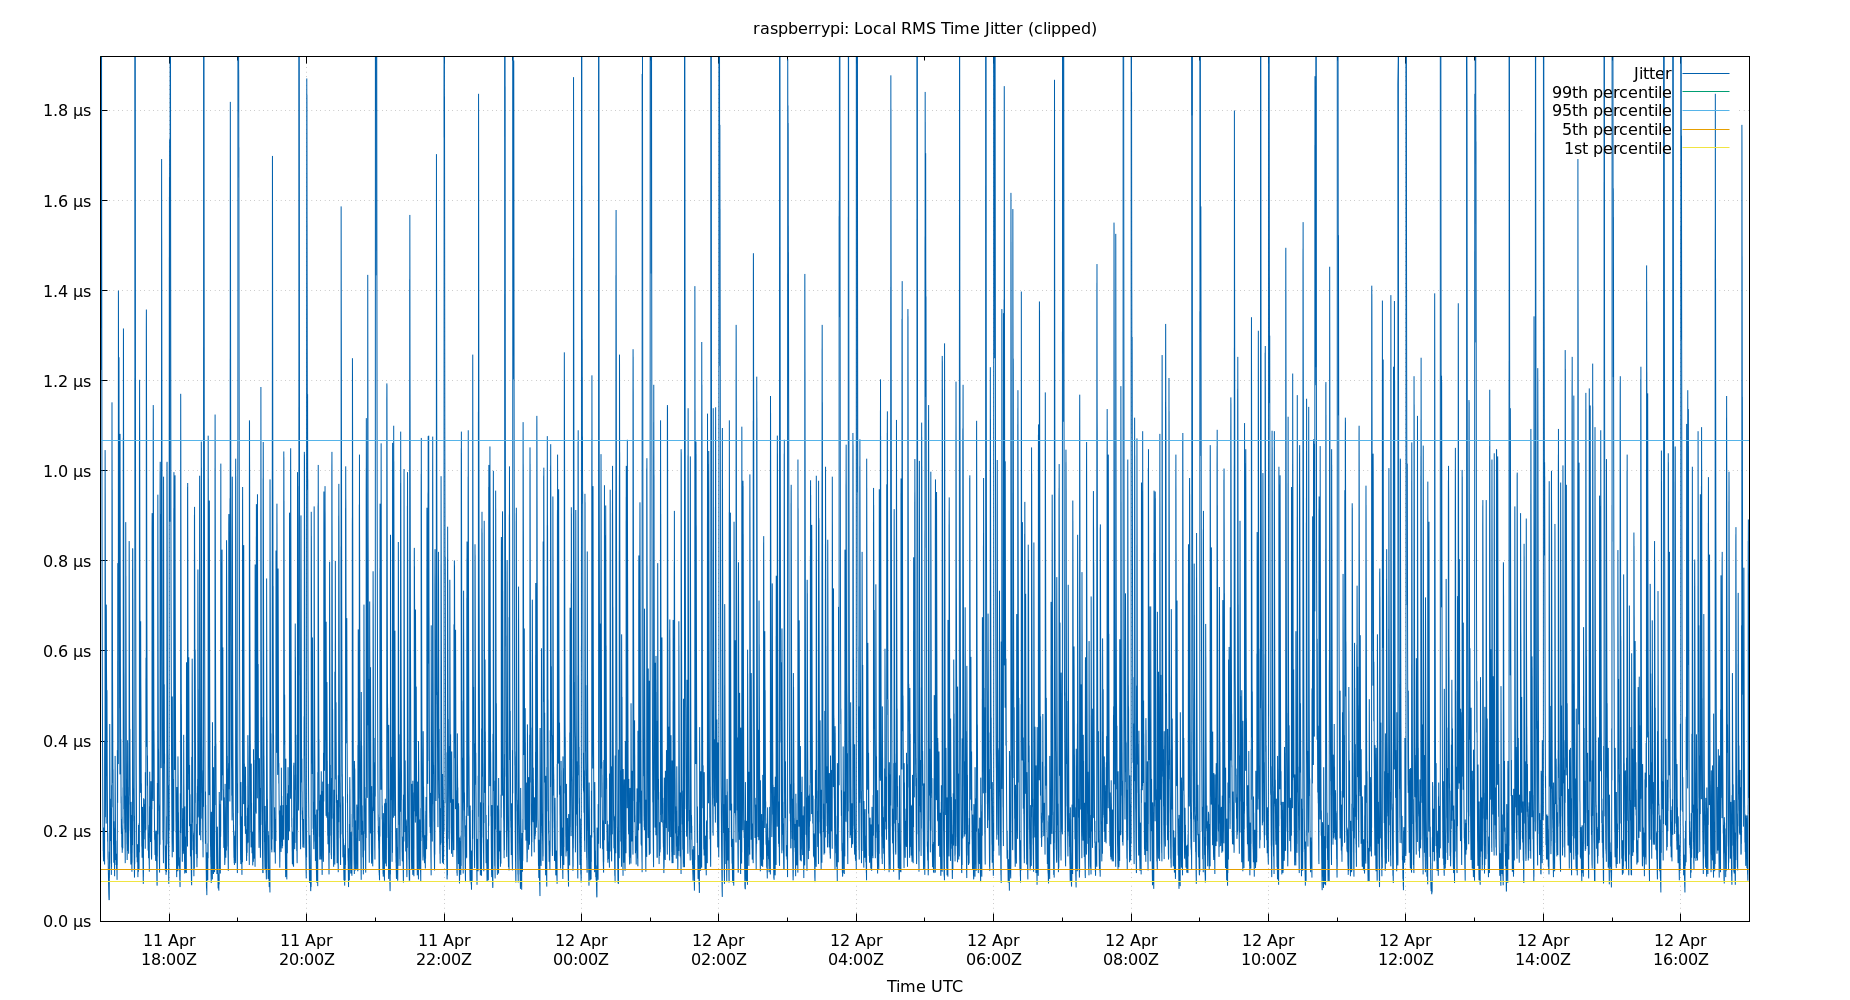 raspberrypi: Local RMS Time Jitter (clipped)
Jitter
99th percentile
95th percentile
5th percentile
1st percentile
1.8 µs
1.6 µs
1.4 µs
1.2 µs
1.0 µs
0.8 µs
0.6 µs
0.4 µs
0.2 µs
0.0 µs
11 Apr 11 Apr 11 Apr 12 Apr 12 Apr 12 Apr 12 Apr 12 Apr 12 Apr 12 Apr 12 Apr 12 Apr
18:00Z 20:00Z 22:00Z 00:00Z 02:00Z 04:00Z 06:00Z 08:00Z 10:00Z 12:00Z 14:00Z 16:00Z
Time UTC